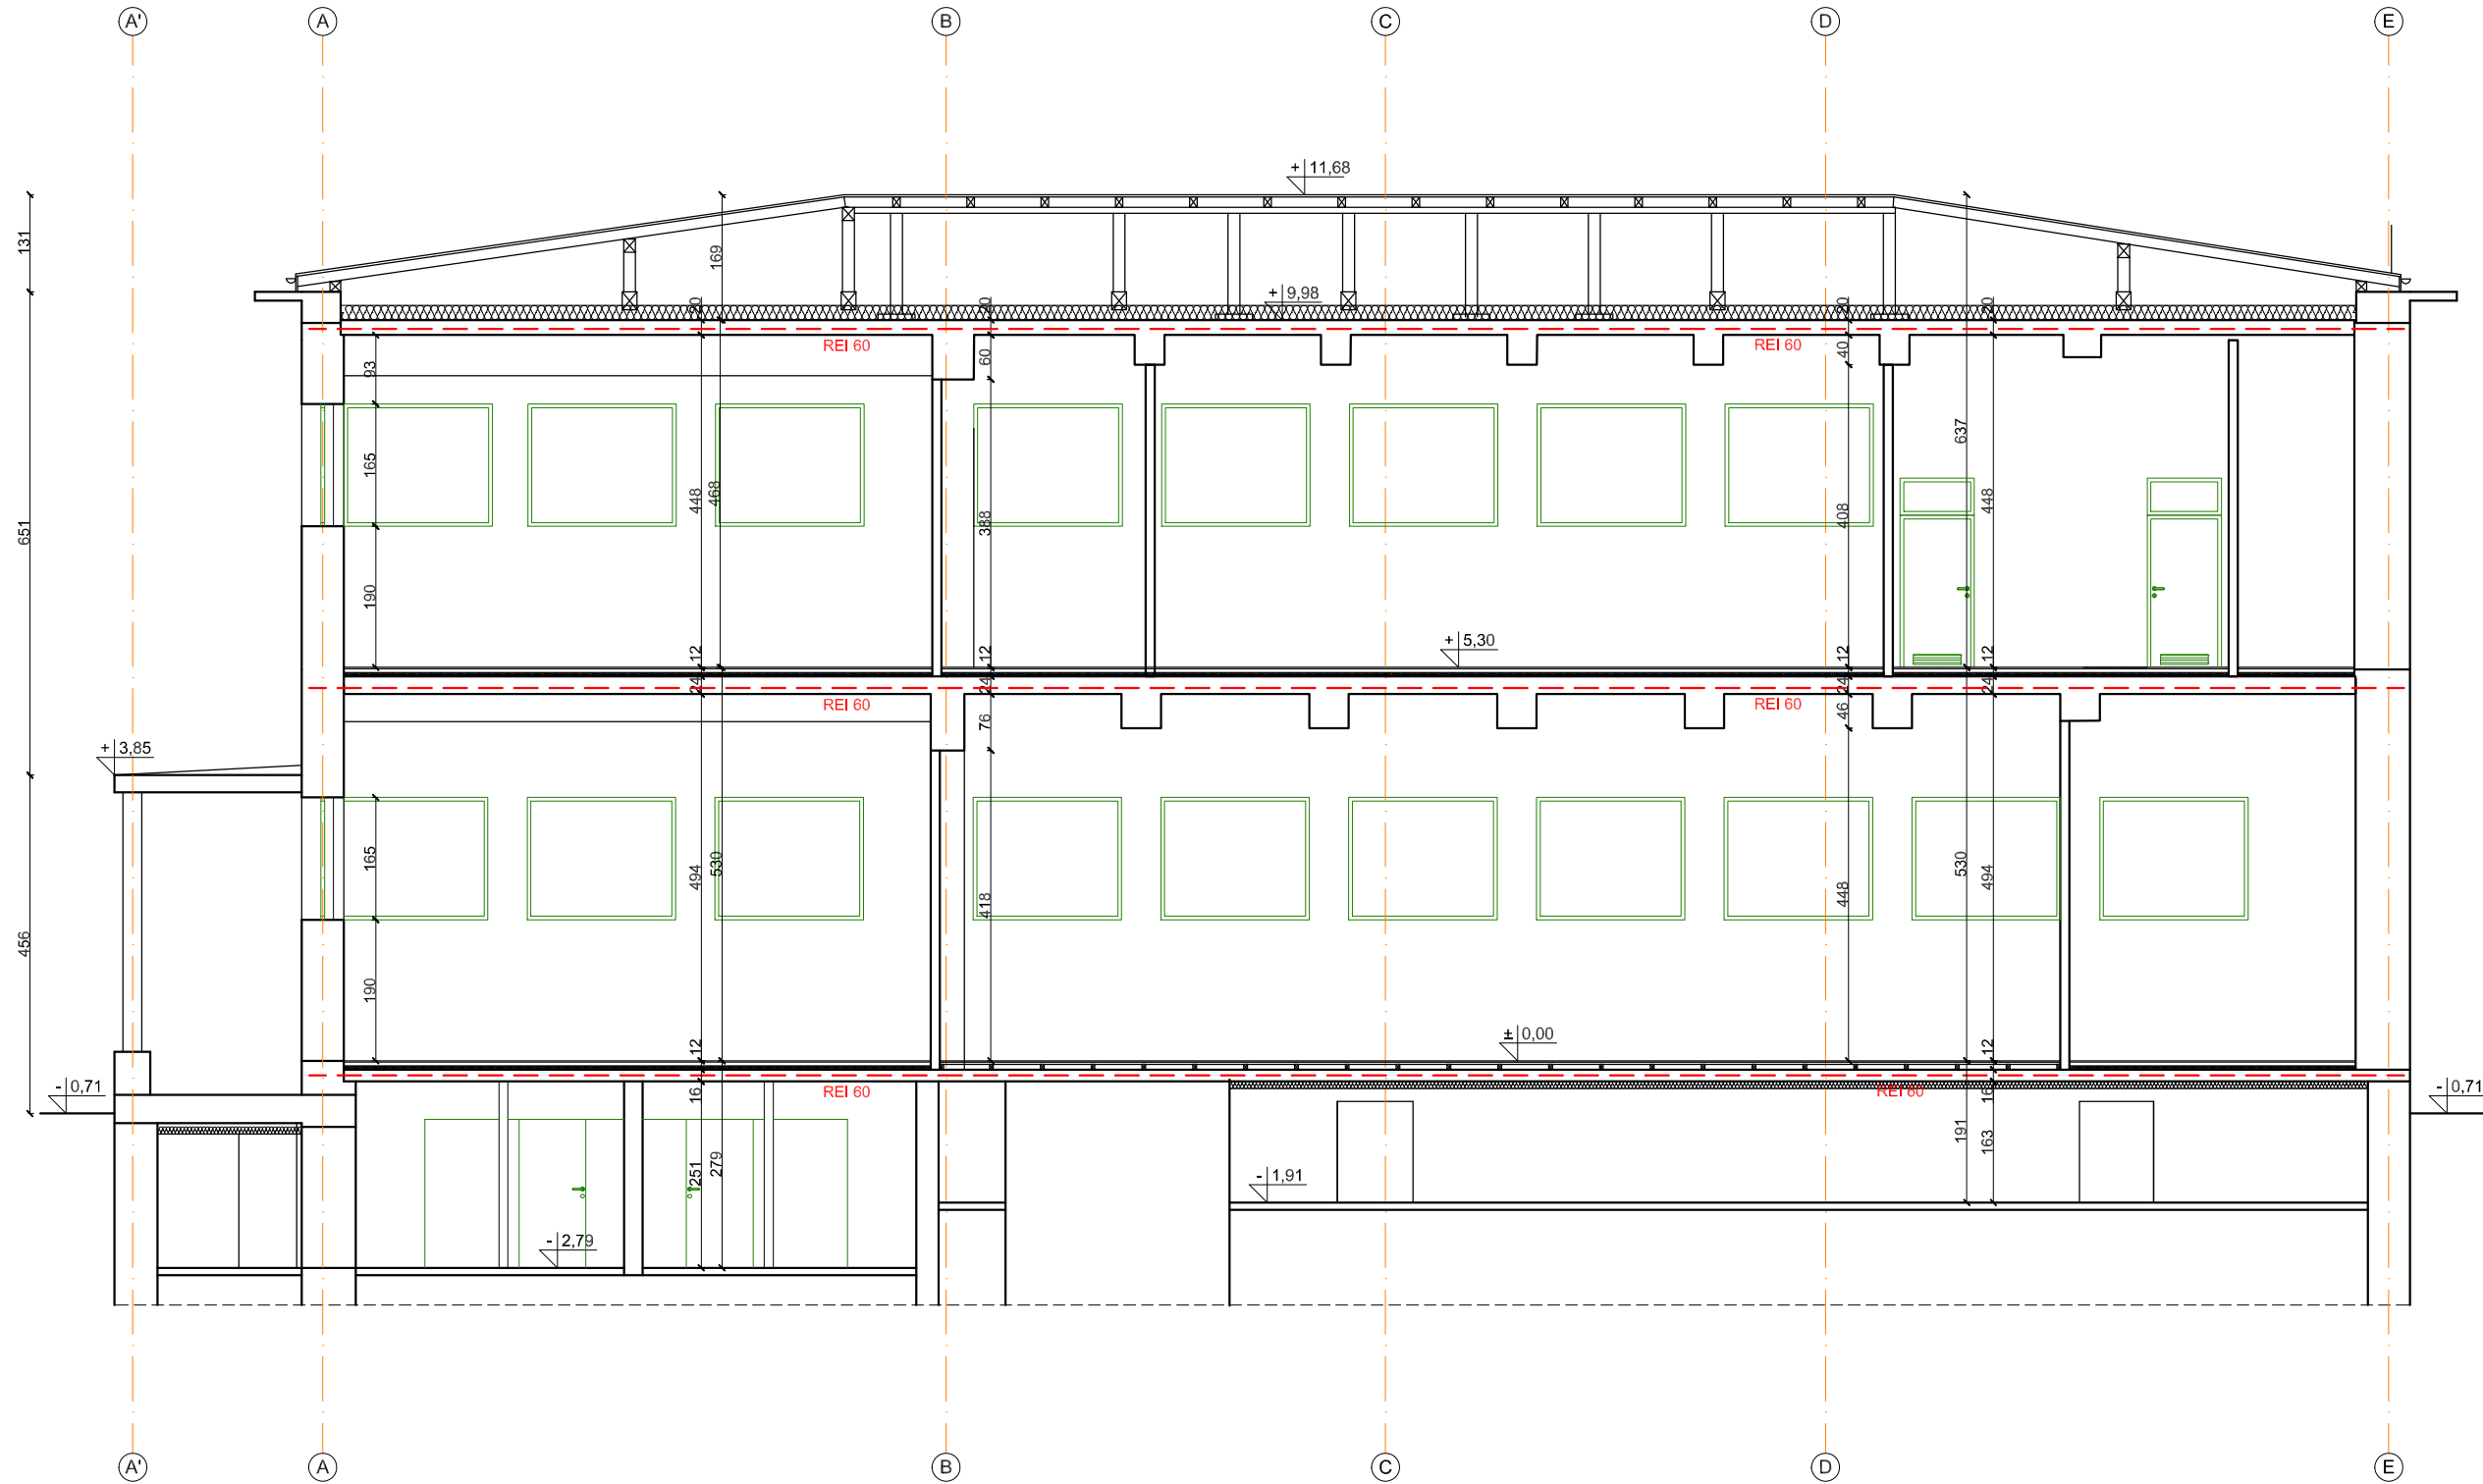 A' A B C D E
+ 11,68
131
169
+ 9,98
20 20 20 20
REI 60 REI 60
93 60 40
637
165 448 468 388 408 448
651
190
+ 5,30
12 12 12 12
24 24 24 24
REI 60 REI 60
76 46
+ 3,85
165 494 530 418 448 530 494
456
190
± 0,00
12 12
- 0,71 - 0,71
16 REI 60 REI 60 16
251 279 191 163
- 1,91
- 2,79
A' A B C D E